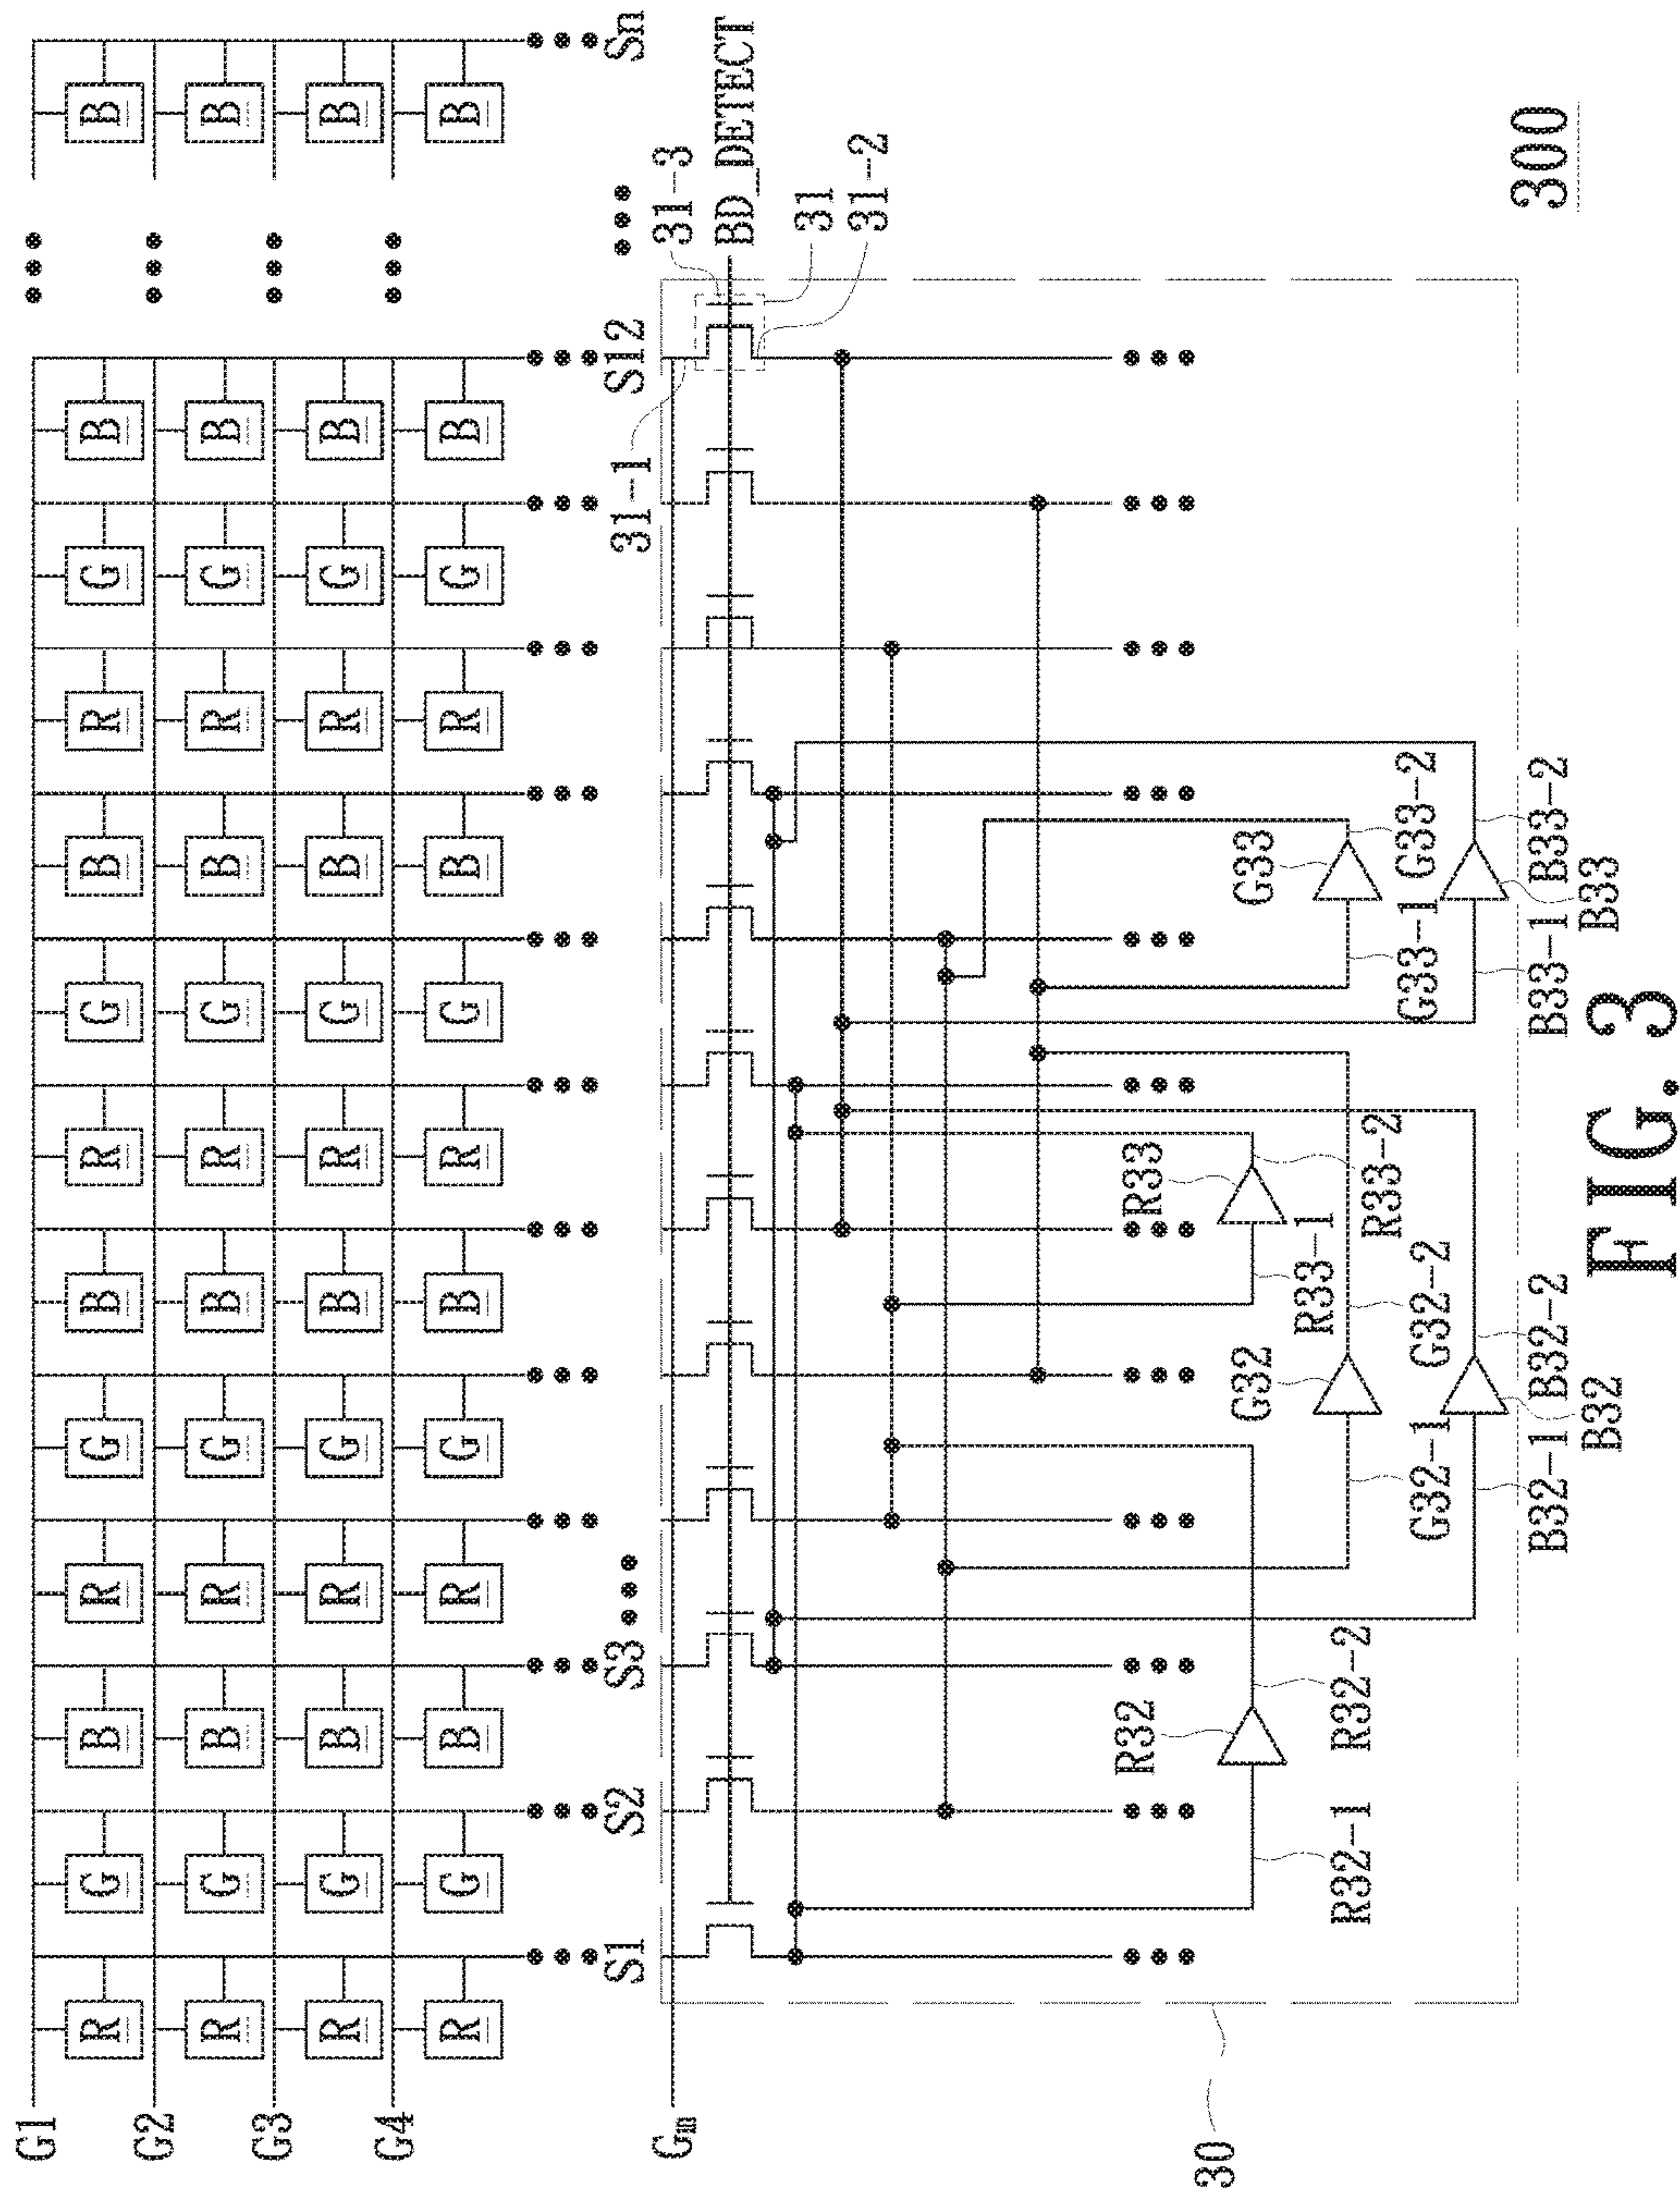 G1
R G B R G B R G B R G B B
G2
R G B R G B R G B R G B B
G3
R G B R G B R G B R G B B
G4
R G B R G B R G B R G B B
S1 S2 S3 S12 Sn
Gm
31-1
31-3
BD_DETECT
31
31-2
R32
R33
R32-1
R32-2
R33-1
R33-2
G32
G33
G32-1
G32-2
G33-1
G33-2
B32-1
B32-2
B33-1
B33-2
B32
B33
30
300
FIG. 3